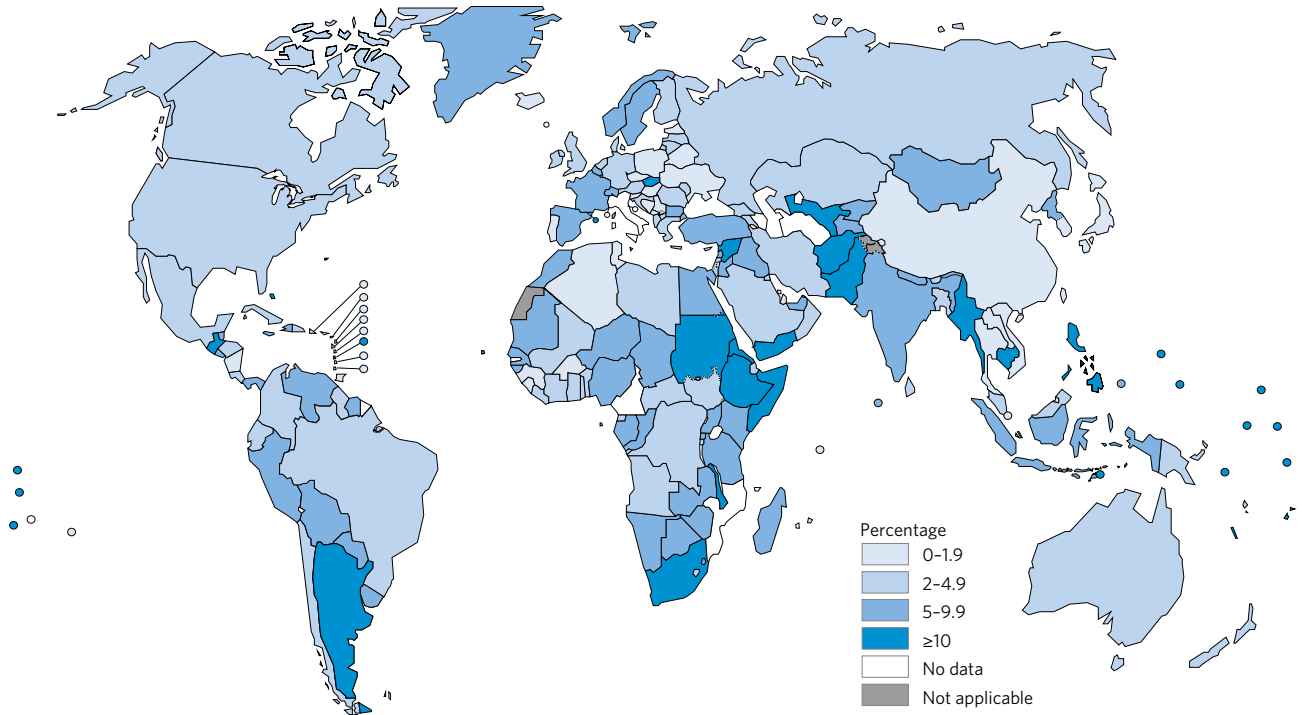 Percentage
0–1.9
2–4.9
5–9.9
≥10
No data
Not applicable